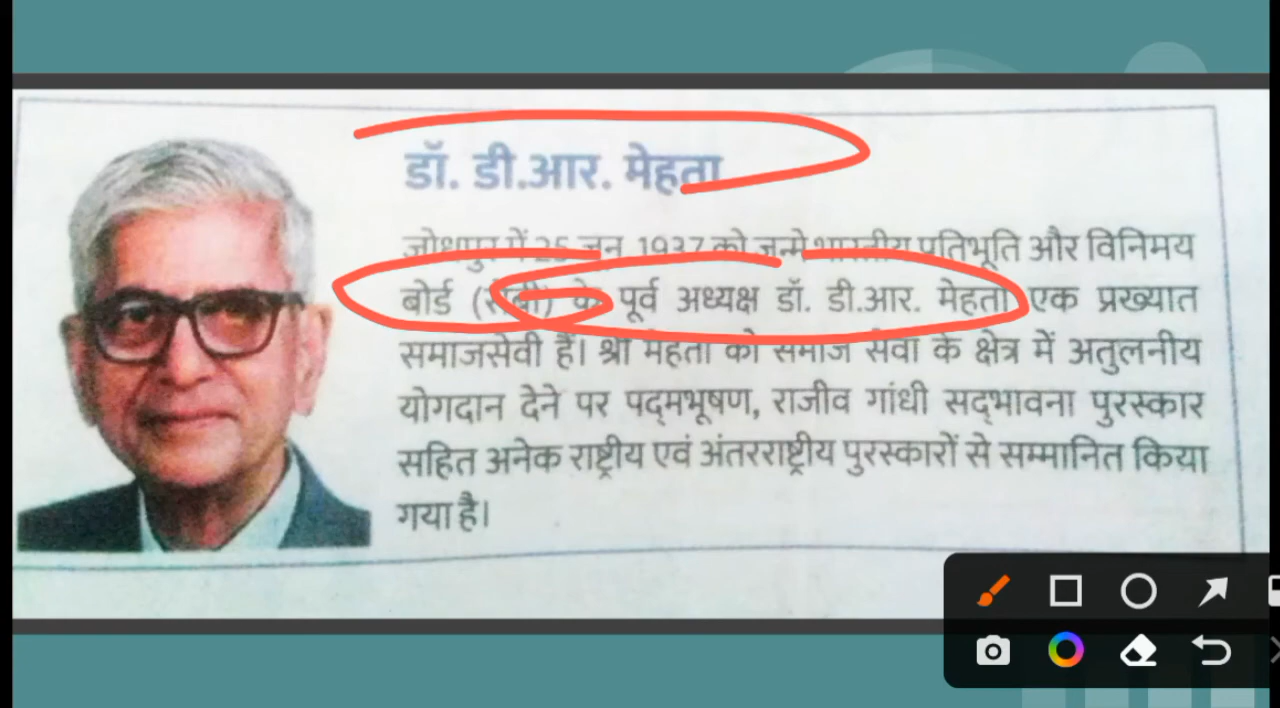 डॉ. डी.आर. मेहता
जोधपुर में 25 जून 1937 को जन्मे भारतीय प्रतिभूति और विनिमय
बोर्ड (सेबी) के पूर्व अध्यक्ष डॉ. डी.आर. मेहता एक प्रख्यात
समाजसेवी हैं। श्री मेहता को समाज सेवा के क्षेत्र में अतुलनीय
योगदान देने पर पद्मभूषण, राजीव गांधी सद्भावना पुरस्कार
सहित अनेक राष्ट्रीय एवं अंतरराष्ट्रीय पुरस्कारों से सम्मानित किया
गया है।